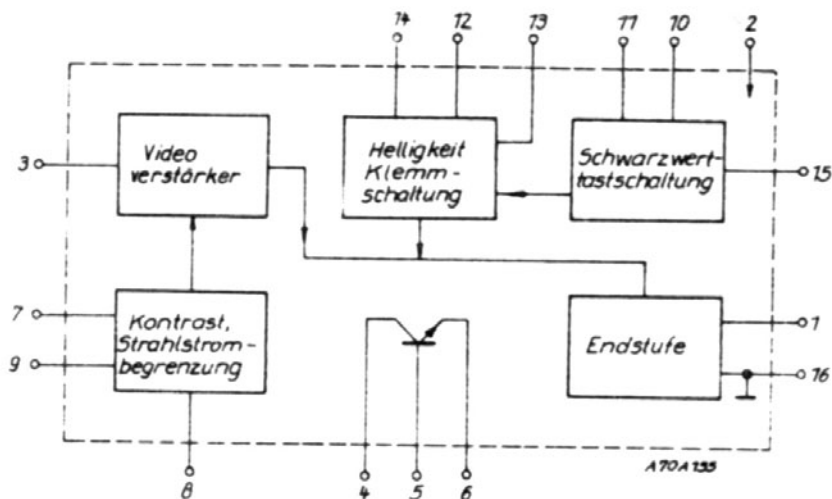 14 12 13 11 10 2
3
Video
verstärker
Helligkeit
Klemm-
schaltung
Schwarzwert-
tastschaltung
15
7
9
Kontrast,
Strahlstrom-
begrenzung
Endstufe
1
16
8 4 5 6
A70A155